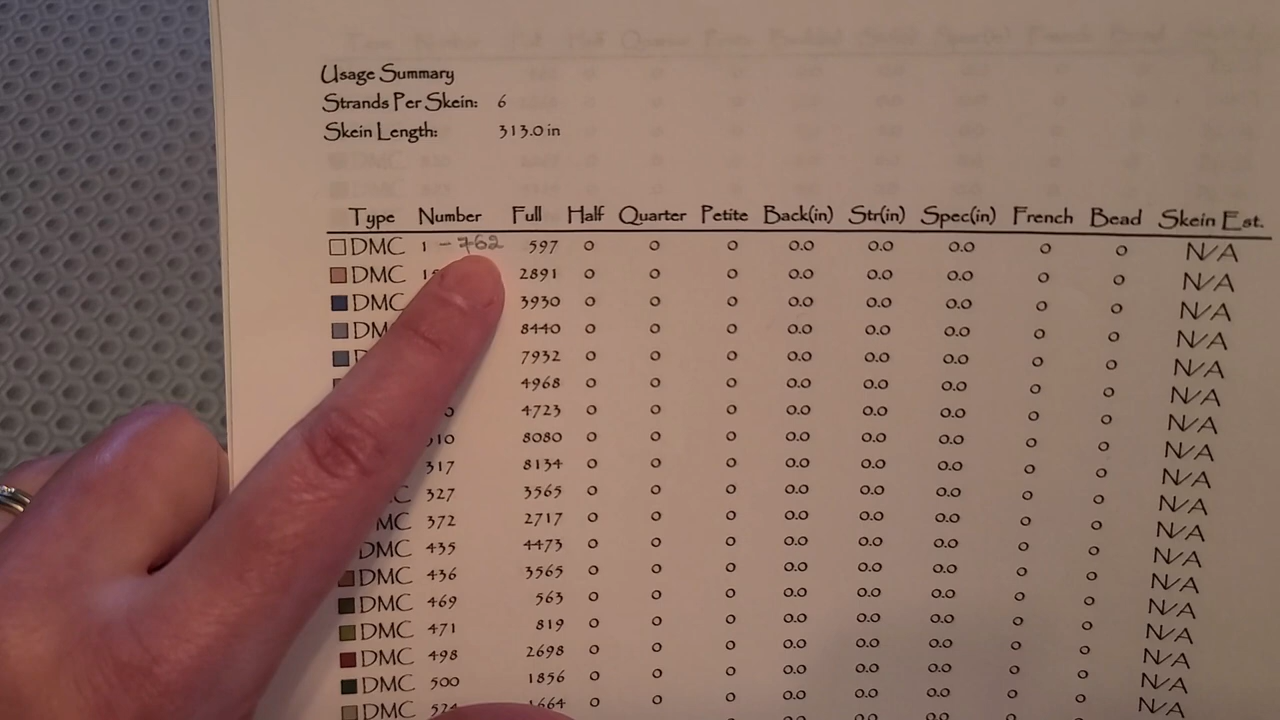 Usage Summary
Strands Per Skein: 6
Skein Length: 313.0 in
Type Number Full Half Quarter Petite Back(in) Str(in) Spec(in) French Bead Skein Est.
DMC 1 - 762 597 0 0 0 0.0 0.0 0.0 0 0 N/A
DMC 2891 0 0 0 0.0 0.0 0.0 0 0 N/A
DMC 3930 0 0 0 0.0 0.0 0.0 0 0 N/A
8440 0 0 0 0.0 0.0 0.0 0 0 N/A
7932 0 0 0 0.0 0.0 0.0 0 0 N/A
4968 0 0 0 0.0 0.0 0.0 0 0 N/A
4723 0 0 0 0.0 0.0 0.0 0 0 N/A
310 8080 0 0 0 0.0 0.0 0.0 0 0 N/A
317 8134 0 0 0 0.0 0.0 0.0 0 0 N/A
327 3565 0 0 0 0.0 0.0 0.0 0 0 N/A
DMC 372 2717 0 0 0 0.0 0.0 0.0 0 0 N/A
DMC 435 4473 0 0 0 0.0 0.0 0.0 0 0 N/A
DMC 436 3565 0 0 0 0.0 0.0 0.0 0 0 N/A
DMC 469 563 0 0 0 0.0 0.0 0.0 0 0 N/A
DMC 471 819 0 0 0 0.0 0.0 0.0 0 0 N/A
DMC 498 2698 0 0 0 0.0 0.0 0.0 0 0 N/A
DMC 500 1856 0 0 0 0.0 0.0 0.0 0 0 N/A
DMC 524 1664 0 0 0 0.0 0.0 0.0 0 0 N/A